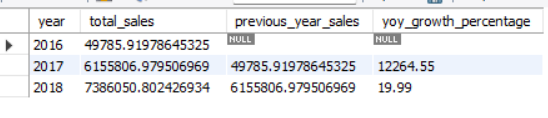 year total_sales previous_year_sales yoy_growth_percentage
2016 49785.91978645325 NULL NULL
2017 6155806.979506969 49785.91978645325 12264.55
2018 7386050.802426934 6155806.979506969 19.99